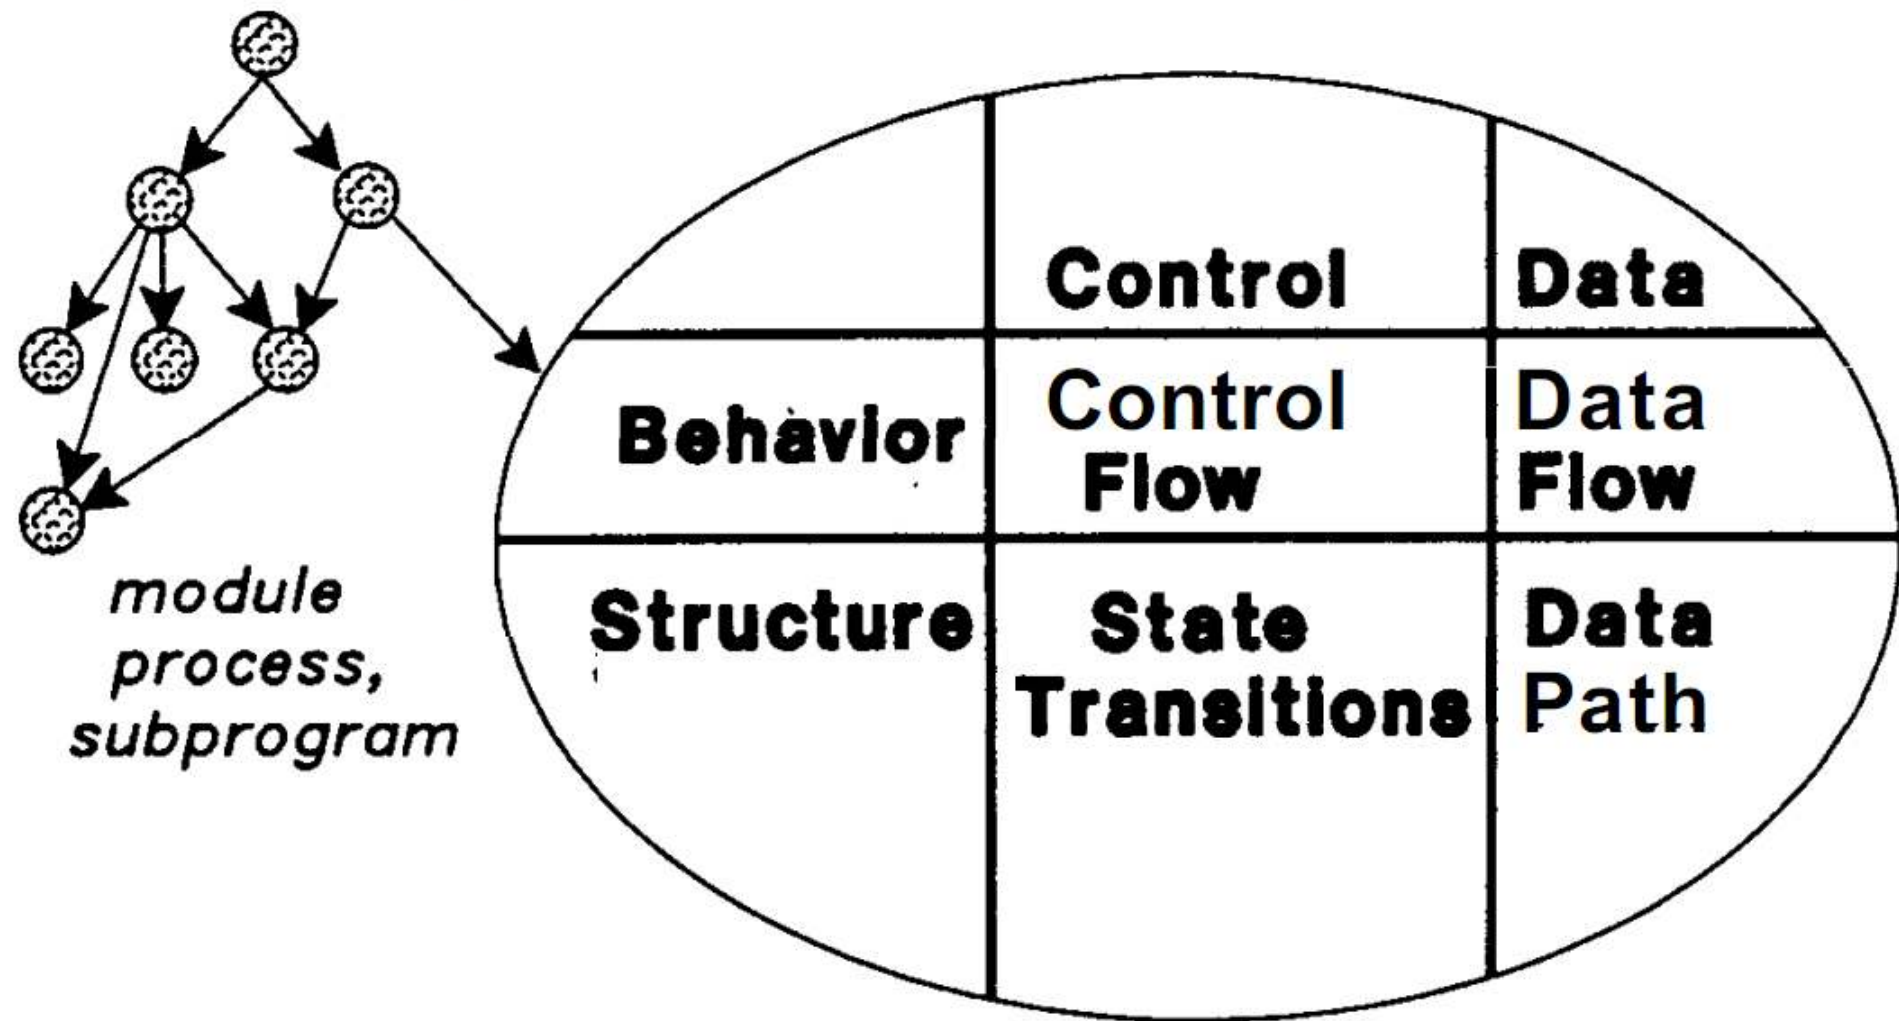 Control Data
Behavior Control Data
Flow Flow
Structure State Data
Transitions Path
module
process,
subprogram